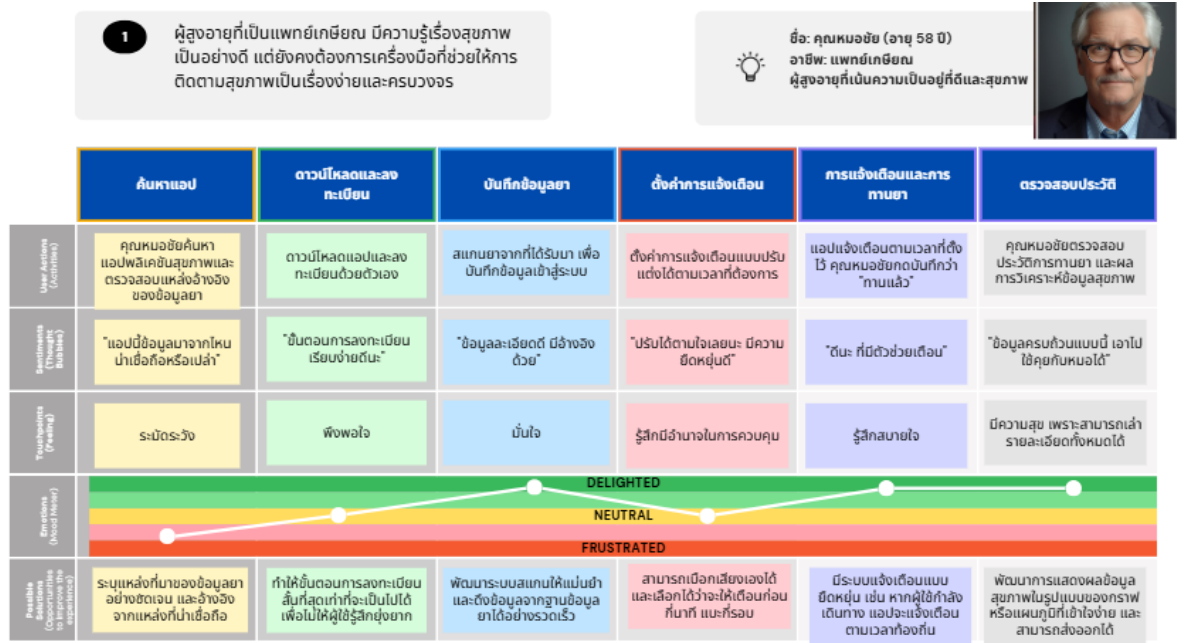 1
ผู้สูงอายุที่เป็นแพทย์เกษียณ มีความรู้เรื่องสุขภาพ
เป็นอย่างดี แต่ยังคงต้องการเครื่องมือที่ช่วยให้การ
ติดตามสุขภาพเป็นเรื่องง่ายและครบวงจร
ชื่อ: คุณหมอชัย (อายุ 58 ปี)
อาชีพ: แพทย์เกษียณ
ผู้สูงอายุที่เน้นความเป็นอยู่ที่ดีและสุขภาพ
ค้นหาแอป
ดาวน์โหลดและลง
ทะเบียน
บันทึกข้อมูลยา
ตั้งค่าการแจ้งเตือน
การแจ้งเตือนและการ
ทานยา
ตรวจสอบประวัติ
User Actions
(Activities)
คุณหมอชัยค้นหา
แอปพลิเคชันสุขภาพและ
ตรวจสอบแหล่งอ้างอิง
ของข้อมูลยา
ดาวน์โหลดแอปและลง
ทะเบียนด้วยตัวเอง
สแกนยาจากที่ได้รับมา เพื่อ
บันทึกข้อมูลเข้าสู่ระบบ
ตั้งค่าการแจ้งเตือนแบบปรับ
แต่งได้ตามเวลาที่ต้องการ
แอปแจ้งเตือนตามเวลาที่ตั้ง
ไว้ คุณหมอชัยกดบันทึกว่า
"ทานแล้ว"
คุณหมอชัยตรวจสอบ
ประวัติการทานยา และผล
การวิเคราะห์ข้อมูลสุขภาพ
Sentiments
(Thought
Bubbles)
"แอปนี้ข้อมูลมาจากไหน
น่าเชื่อถือหรือเปล่า"
"ขั้นตอนการลงทะเบียน
เรียบง่ายดีนะ"
"ข้อมูลละเอียดดี มีอ้างอิง
ด้วย"
"ปรับได้ตามใจเลยนะ มีความ
ยืดหยุ่นดี"
"ดีนะ ที่มีตัวช่วยเตือน"
"ข้อมูลครบถ้วนแบบนี้ เอาไป
ใช้คุยกับหมอได้"
Touchpoints
(Feeling)
ระมัดระวัง
พึงพอใจ
มั่นใจ
รู้สึกมีอำนาจในการควบคุม
รู้สึกสบายใจ
มีความสุข เพราะสามารถเล่า
รายละเอียดทั้งหมดได้
Emotions
(Mood Meter)
DELIGHTED
NEUTRAL
FRUSTRATED
Possible
Solutions
(Opportunities
to improve the
experience)
ระบุแหล่งที่มาของข้อมูลยา
อย่างชัดเจน และอ้างอิง
จากแหล่งที่น่าเชื่อถือ
ทำให้ขั้นตอนการลงทะเบียน
สั้นที่สุดเท่าที่จะเป็นไปได้
เพื่อไม่ให้ผู้ใช้รู้สึกยุ่งยาก
พัฒนาระบบสแกนให้แม่นยำ
และดึงข้อมูลจากฐานข้อมูล
ยาได้อย่างรวดเร็ว
สามารถเลือกเสียงเองได้
และเลือกได้ว่าจะให้เตือนก่อน
กี่นาที และกี่รอบ
มีระบบแจ้งเตือนแบบ
ยืดหยุ่น เช่น หากผู้ใช้กำลัง
เดินทาง แอปจะแจ้งเตือน
ตามเวลาท้องถิ่น
พัฒนาการแสดงผลข้อมูล
สุขภาพในรูปแบบของกราฟ
หรือแผนภูมิที่เข้าใจง่าย และ
สามารถส่งออกได้